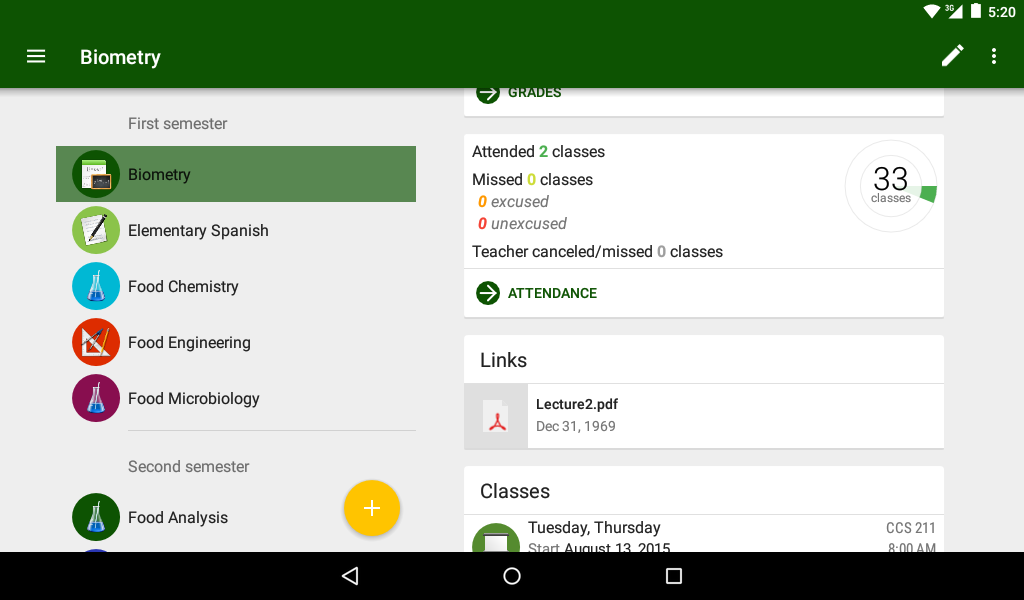 3G 5:20
Biometry
First semester
Biometry
Elementary Spanish
Food Chemistry
Food Engineering
Food Microbiology
Second semester
Food Analysis
GRADES
Attended 2 classes
Missed 0 classes
0 excused
0 unexcused
Teacher canceled/missed 0 classes
33
classes
ATTENDANCE
Links
Lecture2.pdf
Dec 31, 1969
Classes
Tuesday, Thursday CCS 211
Start August 13, 2015 8:00 AM